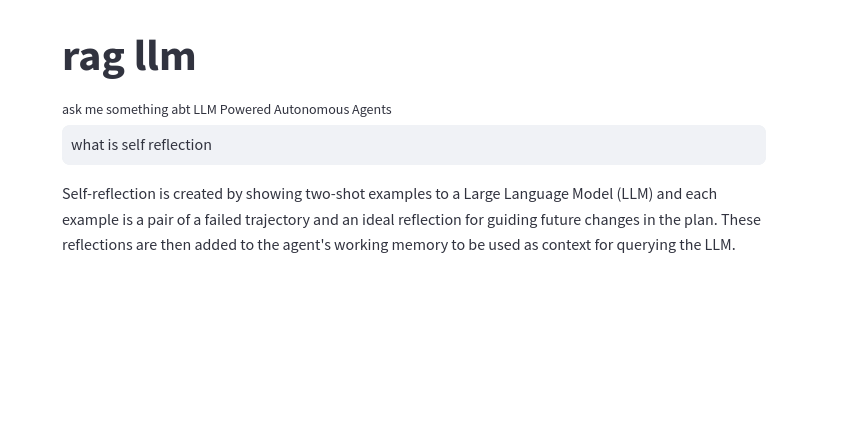 rag llm
ask me something abt LLM Powered Autonomous Agents
what is self reflection
Self-reflection is created by showing two-shot examples to a Large Language Model (LLM) and each
example is a pair of a failed trajectory and an ideal reflection for guiding future changes in the plan. These
reflections are then added to the agent's working memory to be used as context for querying the LLM.